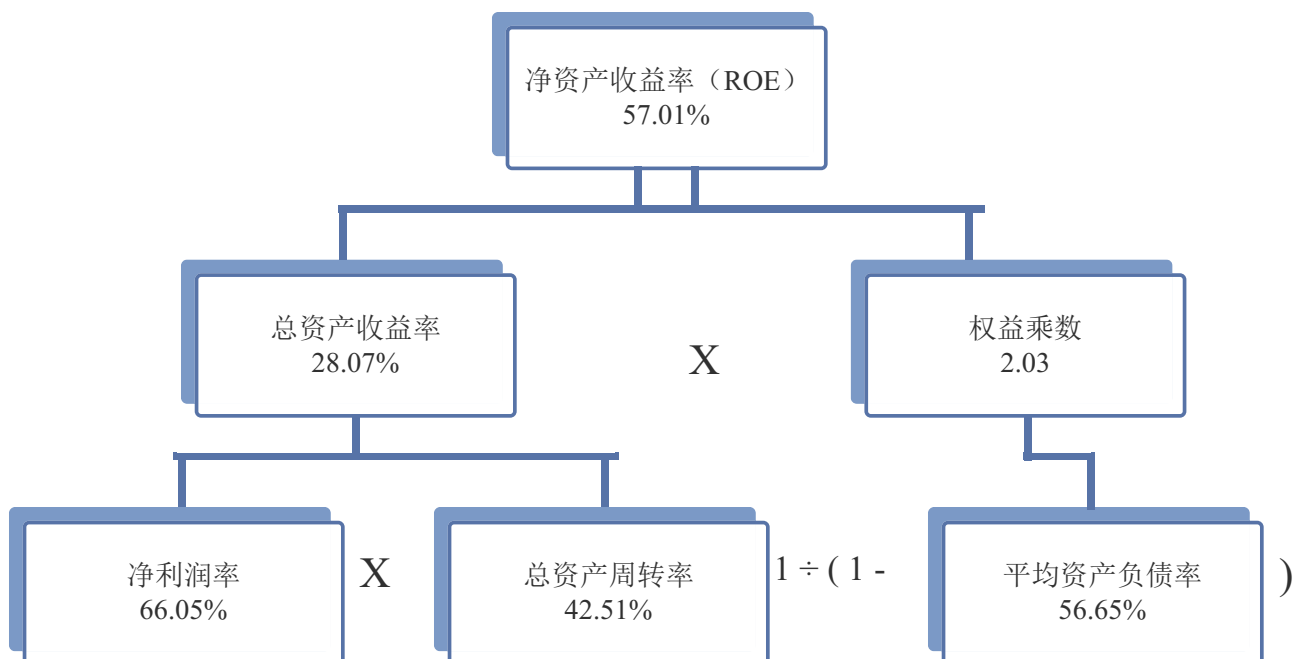 净资产收益率（ROE）
57.01%
总资产收益率
28.07%
X
权益乘数
2.03
净利润率
66.05%
X
总资产周转率
42.51%
1 ÷ ( 1 -
平均资产负债率
56.65%
)